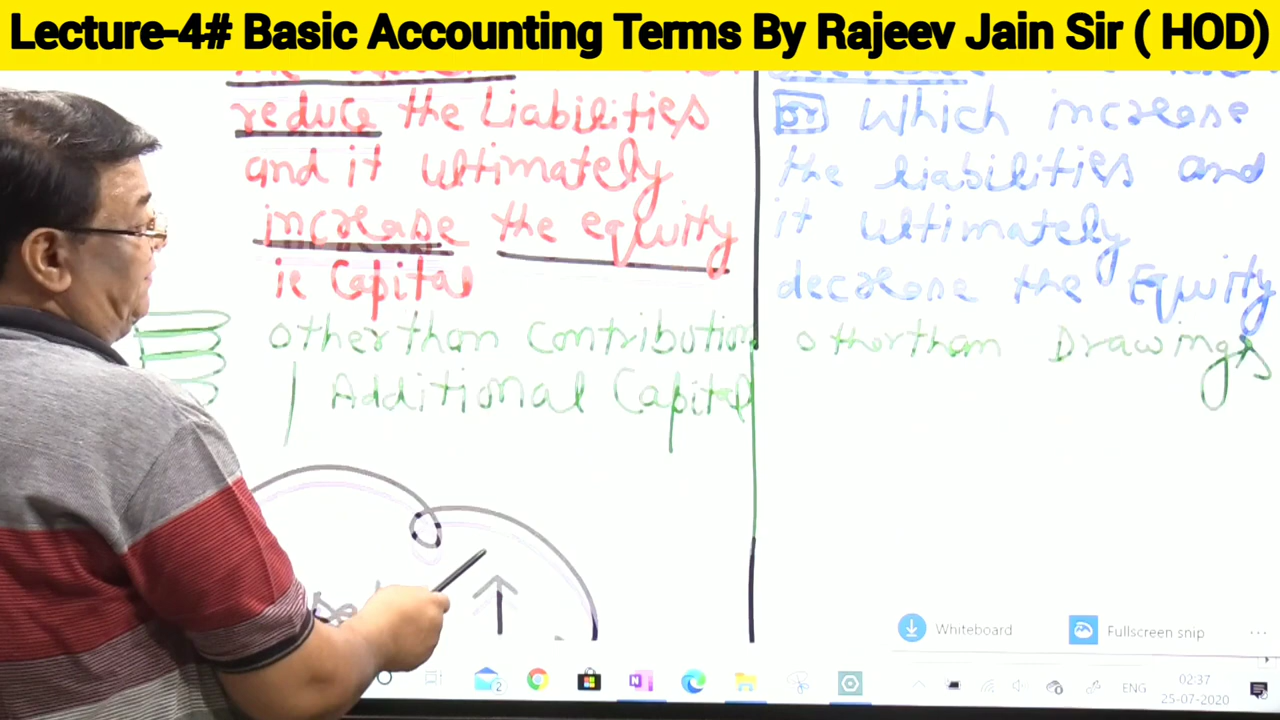 Lecture-4# Basic Accounting Terms By Rajeev Jain Sir ( HOD)
reduce the Liabilities
and it ultimately
increase the equity
ie Capital
other than Contribution
| Additional Capital
or Which increase
the liabilities and
it ultimately
decrease the Equity
other than Drawings
Whiteboard
Fullscreen snip
2
ENG
02:37
25-07-2020